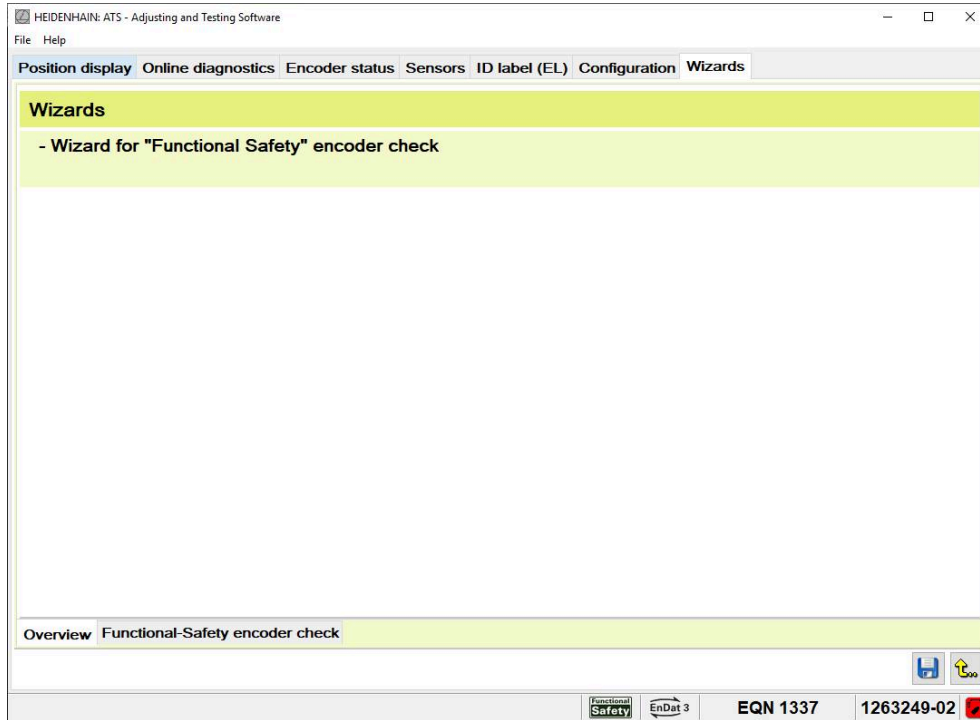 HEIDENHAIN: ATS - Adjusting and Testing Software
File Help
Position display Online diagnostics Encoder status Sensors ID label (EL) Configuration Wizards
Wizards
- Wizard for "Functional Safety" encoder check
Overview Functional-Safety encoder check
Functional
Safety EnDat 3 EQN 1337 1263249-02